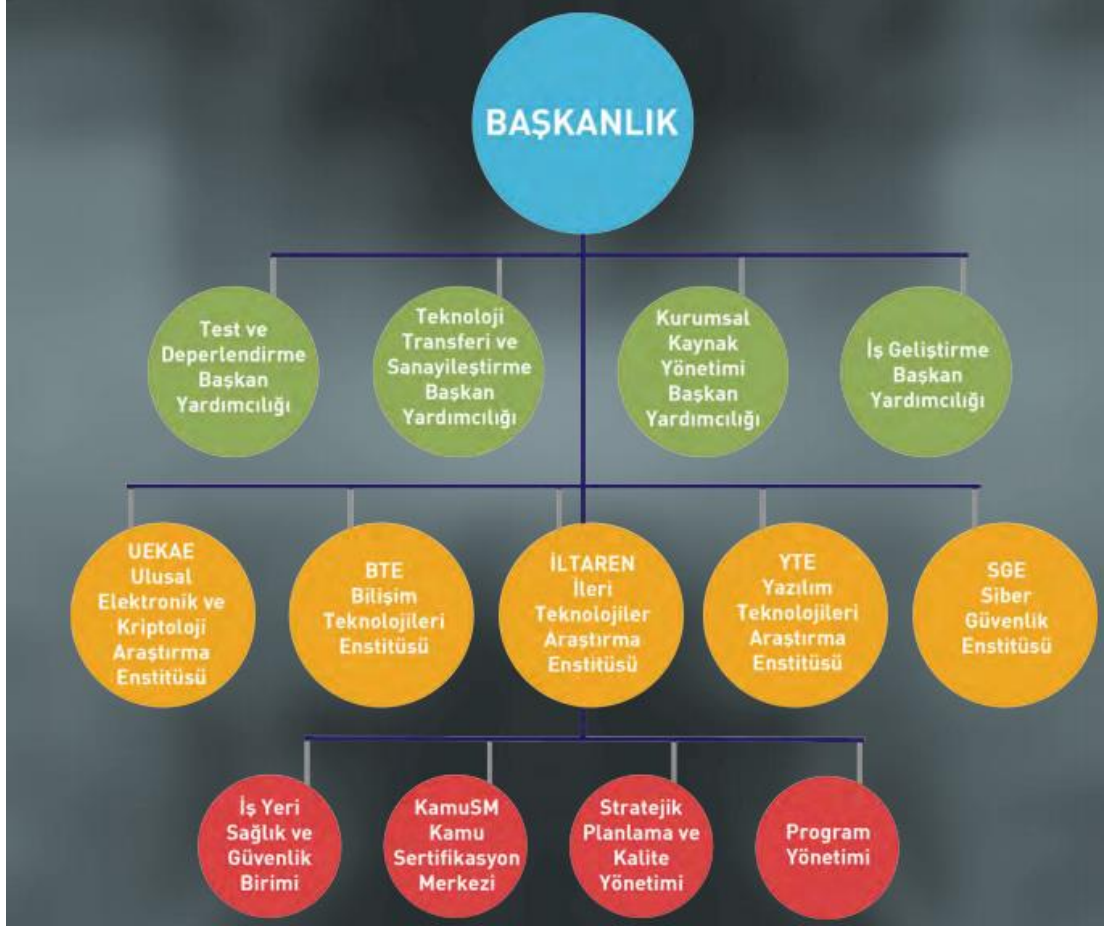 BAŞKANLIK
Test ve
Deperlendirme
Başkan
Yardımcılığı
Teknoloji
Transferi ve
Sanayileştirme
Başkan
Yardımcılığı
Kurumsal
Kaynak
Yönetimi
Başkan
Yardımcılığı
İş Geliştirme
Başkan
Yardımcılığı
UEKAE
Ulusal
Elektronik ve
Kriptoloji
Araştırma
Enstitüsü
BTE
Bilişim
Teknolojileri
Enstitüsü
İLTAREN
İleri
Teknolojiler
Araştırma
Enstitüsü
YTE
Yazılım
Teknolojileri
Araştırma
Enstitüsü
SGE
Siber
Güvenlik
Enstitüsü
İş Yeri
Sağlık ve
Güvenlik
Birimi
KamuSM
Kamu
Sertifikasyon
Merkezi
Stratejik
Planlama ve
Kalite
Yönetimi
Program
Yönetimi